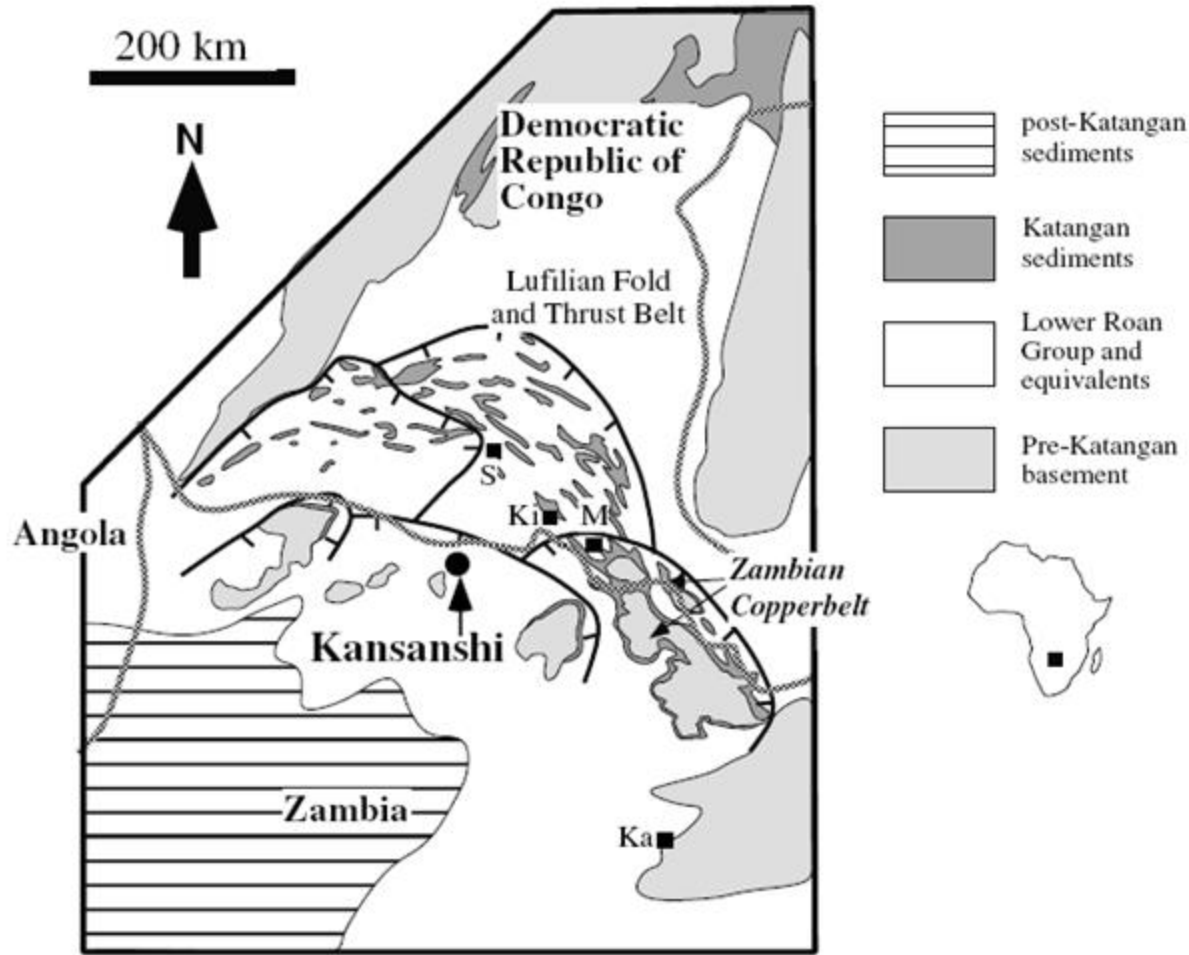 200 km
N
Democratic
Republic of
Congo
Lufilian Fold
and Thrust Belt
S
Ki
M
Angola
Zambian
Copperbelt
Kansanshi
Zambia
Ka
post-Katangan
sediments
Katangan
sediments
Lower Roan
Group and
equivalents
Pre-Katangan
basement